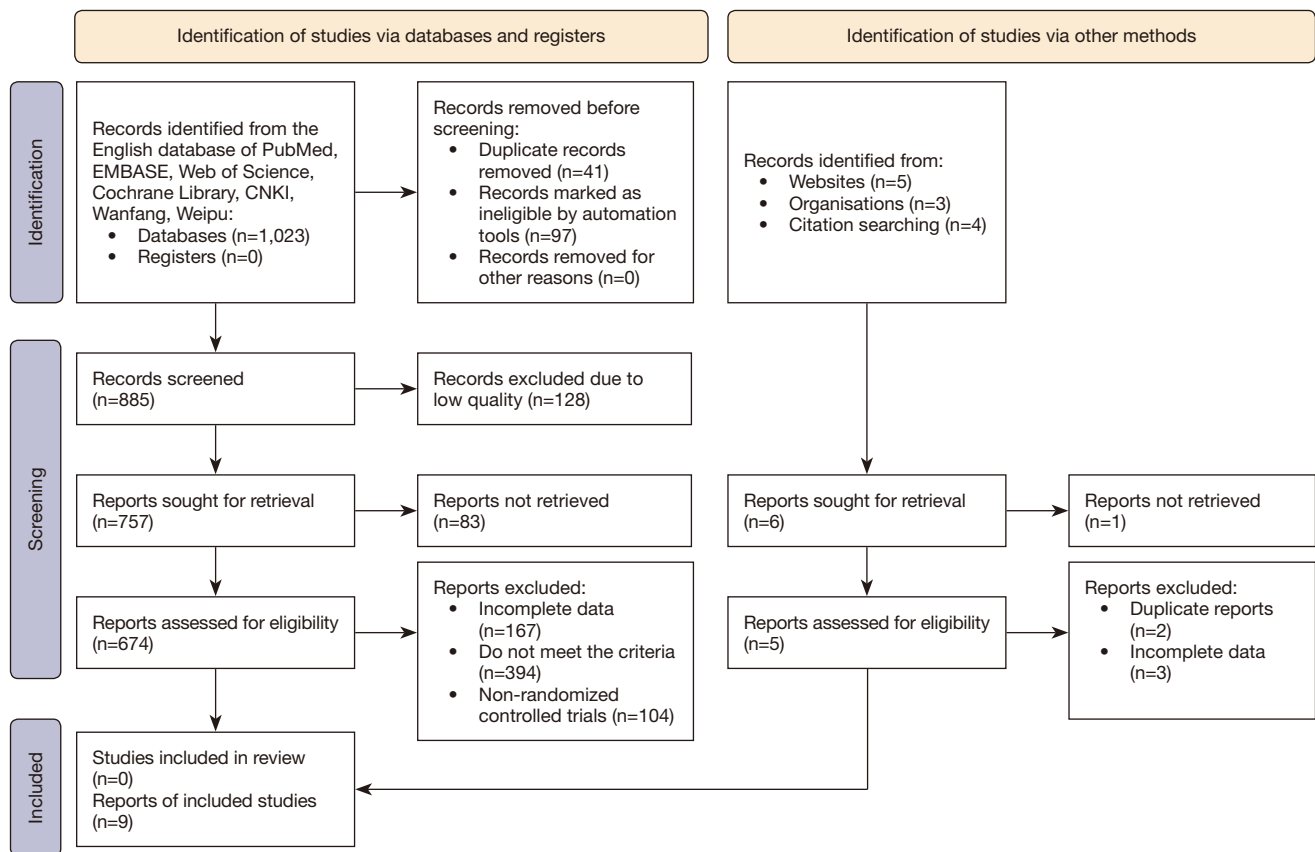 Identification of studies via databases and registers
Identification of studies via other methods
Identification
Records identified from the
English database of PubMed,
EMBASE, Web of Science,
Cochrane Library, CNKI,
Wanfang, Weipu:
• Databases (n=1,023)
• Registers (n=0)
Records removed before
screening:
• Duplicate records
removed (n=41)
• Records marked as
ineligible by automation
tools (n=97)
• Records removed for
other reasons (n=0)
Records identified from:
• Websites (n=5)
• Organisations (n=3)
• Citation searching (n=4)
Screening
Records screened
(n=885)
Records excluded due to
low quality (n=128)
Reports sought for retrieval
(n=757)
Reports not retrieved
(n=83)
Reports sought for retrieval
(n=6)
Reports not retrieved
(n=1)
Reports assessed for eligibility
(n=674)
Reports excluded:
• Incomplete data
(n=167)
• Do not meet the criteria
(n=394)
• Non-randomized
controlled trials (n=104)
Reports assessed for eligibility
(n=5)
Reports excluded:
• Duplicate reports
(n=2)
• Incomplete data
(n=3)
Included
Studies included in review
(n=0)
Reports of included studies
(n=9)